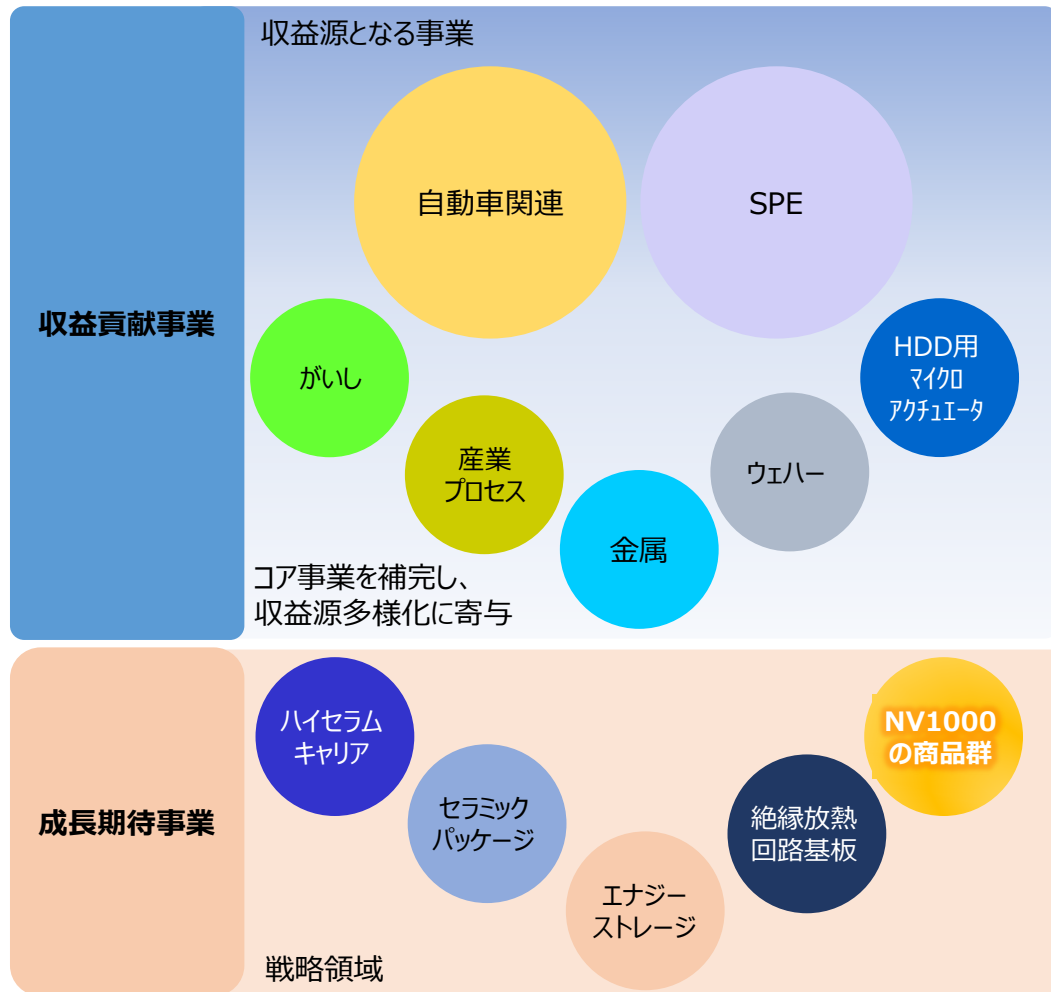 収益源となる事業
自動車関連
SPE
収益貢献事業
がいし
HDD用
マイクロ
アクチュエータ
産業
プロセス
ウェハー
金属
コア事業を補完し、
収益源多様化に寄与
ハイセラム
キャリア
NV1000
の商品群
成長期待事業
セラミック
パッケージ
絶縁放熱
回路基板
エナジー
ストレージ
戦略領域